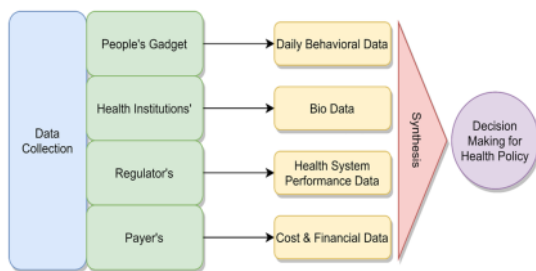 People's Gadget
Daily Behavioral Data
Health Institutions'
Bio Data
Data
Collection
Synthesis
Decision
Making for
Health Policy
Regulator's
Health System
Performance Data
Payer's
Cost & Financial Data